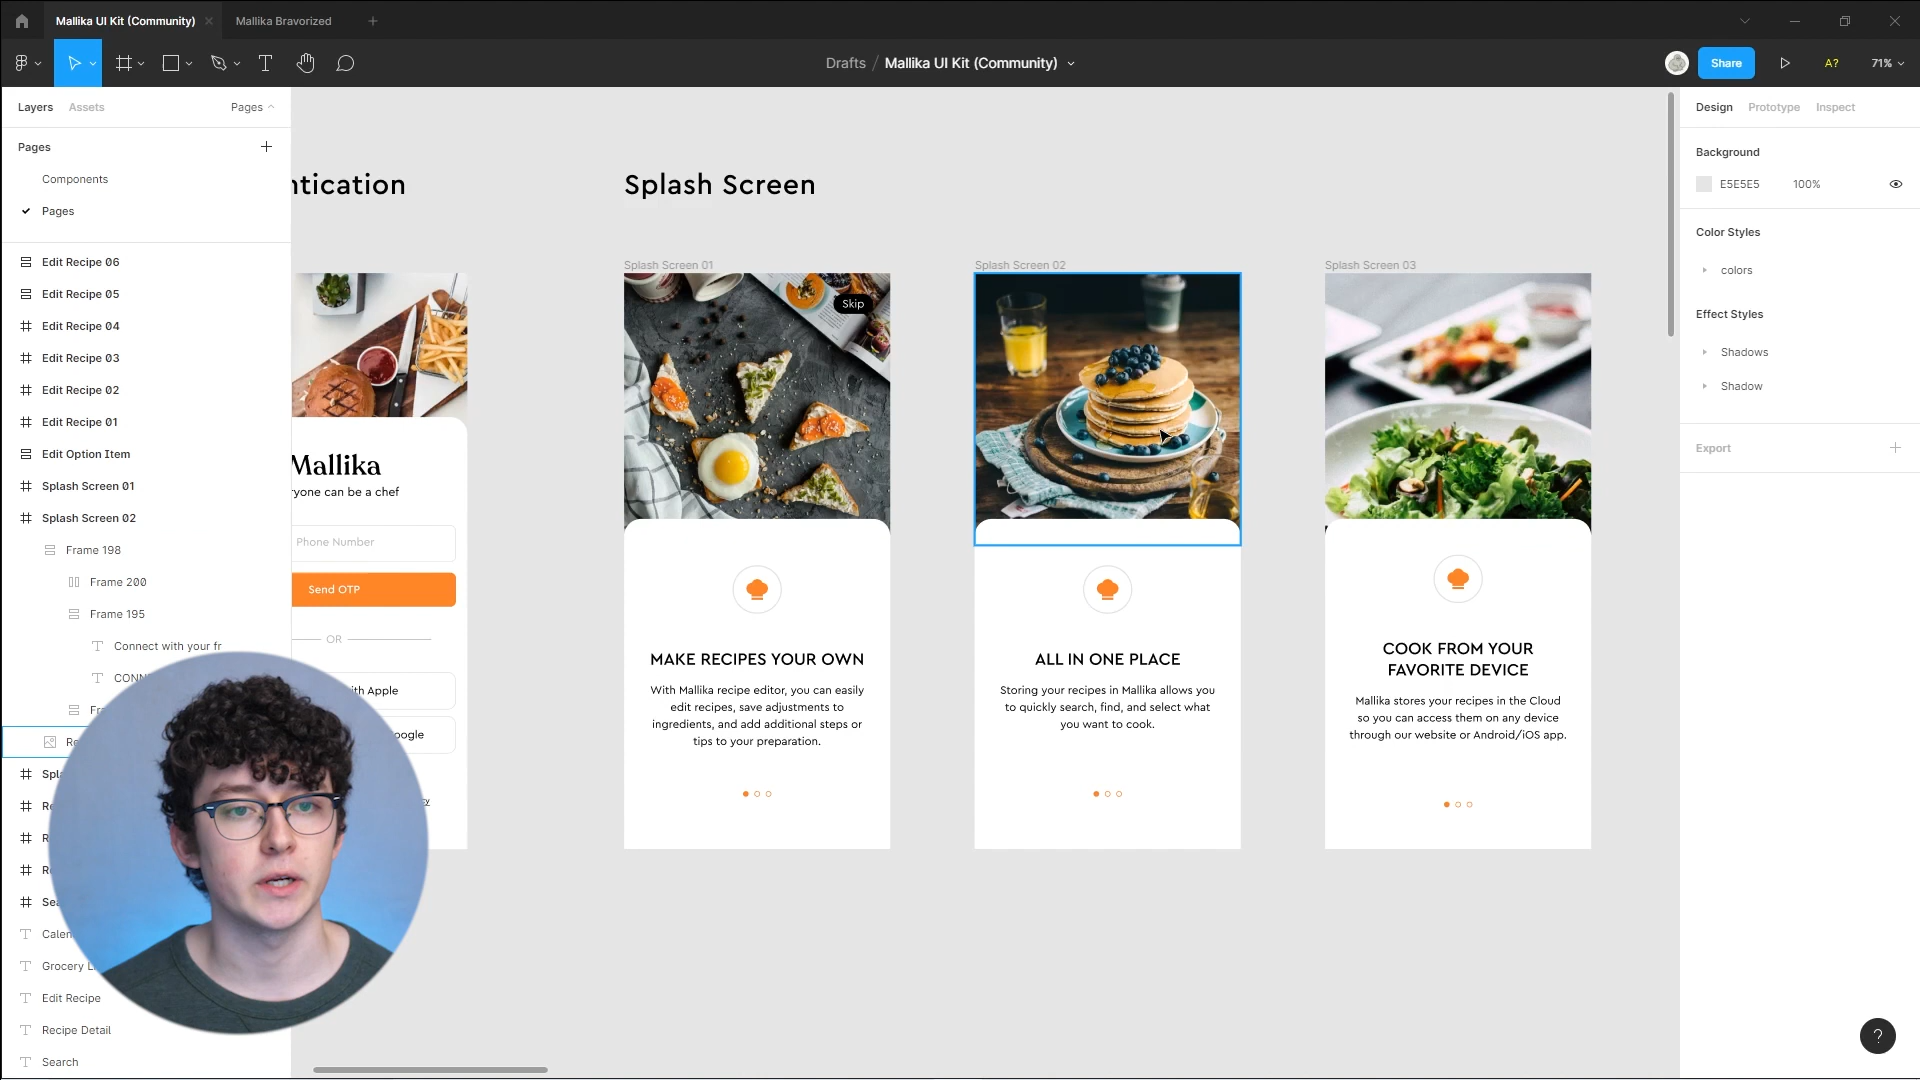 Mallika UI Kit (Community)
Mallika Bravorized
Drafts / Mallika UI Kit (Community)
Share
A?
71%
Layers
Assets
Pages
Pages
Components
Pages
Edit Recipe 06
Edit Recipe 05
Edit Recipe 04
Edit Recipe 03
Edit Recipe 02
Edit Recipe 01
Edit Option Item
Splash Screen 01
Splash Screen 02
Frame 198
Frame 200
Frame 195
Connect with your fr
Grocery L
Edit Recipe
Recipe Detail
Search
ntication
Mallika
ryone can be a chef
Phone Number
Send OTP
OR
ith Apple
oogle
Splash Screen
Splash Screen 01
Skip
MAKE RECIPES YOUR OWN
With Mallika recipe editor, you can easily
edit recipes, save adjustments to
ingredients, and add additional steps or
tips to your preparation.
Splash Screen 02
ALL IN ONE PLACE
Storing your recipes in Mallika allows you
to quickly search, find, and select what
you want to cook.
Splash Screen 03
COOK FROM YOUR
FAVORITE DEVICE
Mallika stores your recipes in the Cloud
so you can access them on any device
through our website or Android/iOS app.
Design
Prototype
Inspect
Background
E5E5E5
100%
Color Styles
colors
Effect Styles
Shadows
Shadow
Export
?